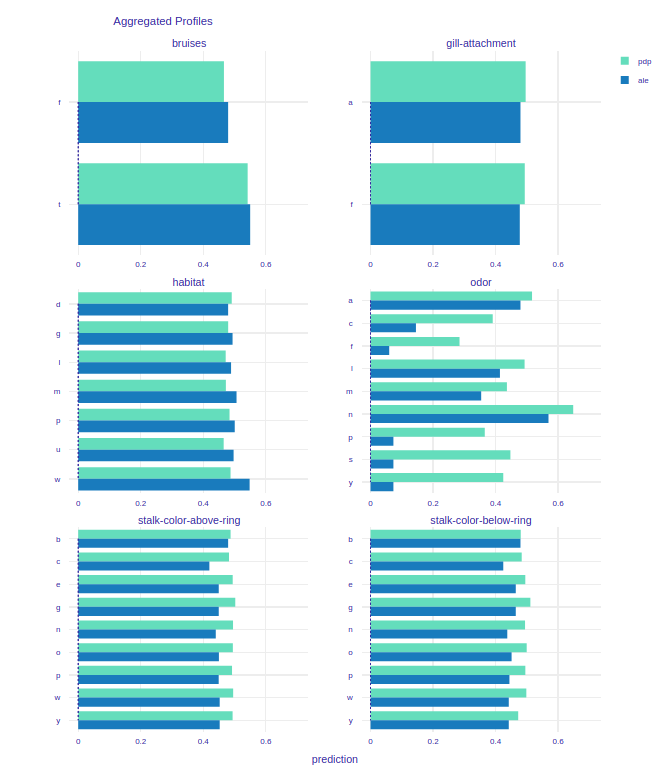 Aggregated Profiles
bruises
gill-attachment
pdp
ale
f
t
a
f
0 0.2 0.4 0.6
0 0.2 0.4 0.6
habitat
odor
d
g
l
m
p
u
w
a
c
f
l
m
n
p
s
y
0 0.2 0.4 0.6
0 0.2 0.4 0.6
stalk-color-above-ring
stalk-color-below-ring
b
c
e
g
n
o
p
w
y
b
c
e
g
n
o
p
w
y
0 0.2 0.4 0.6
0 0.2 0.4 0.6
prediction